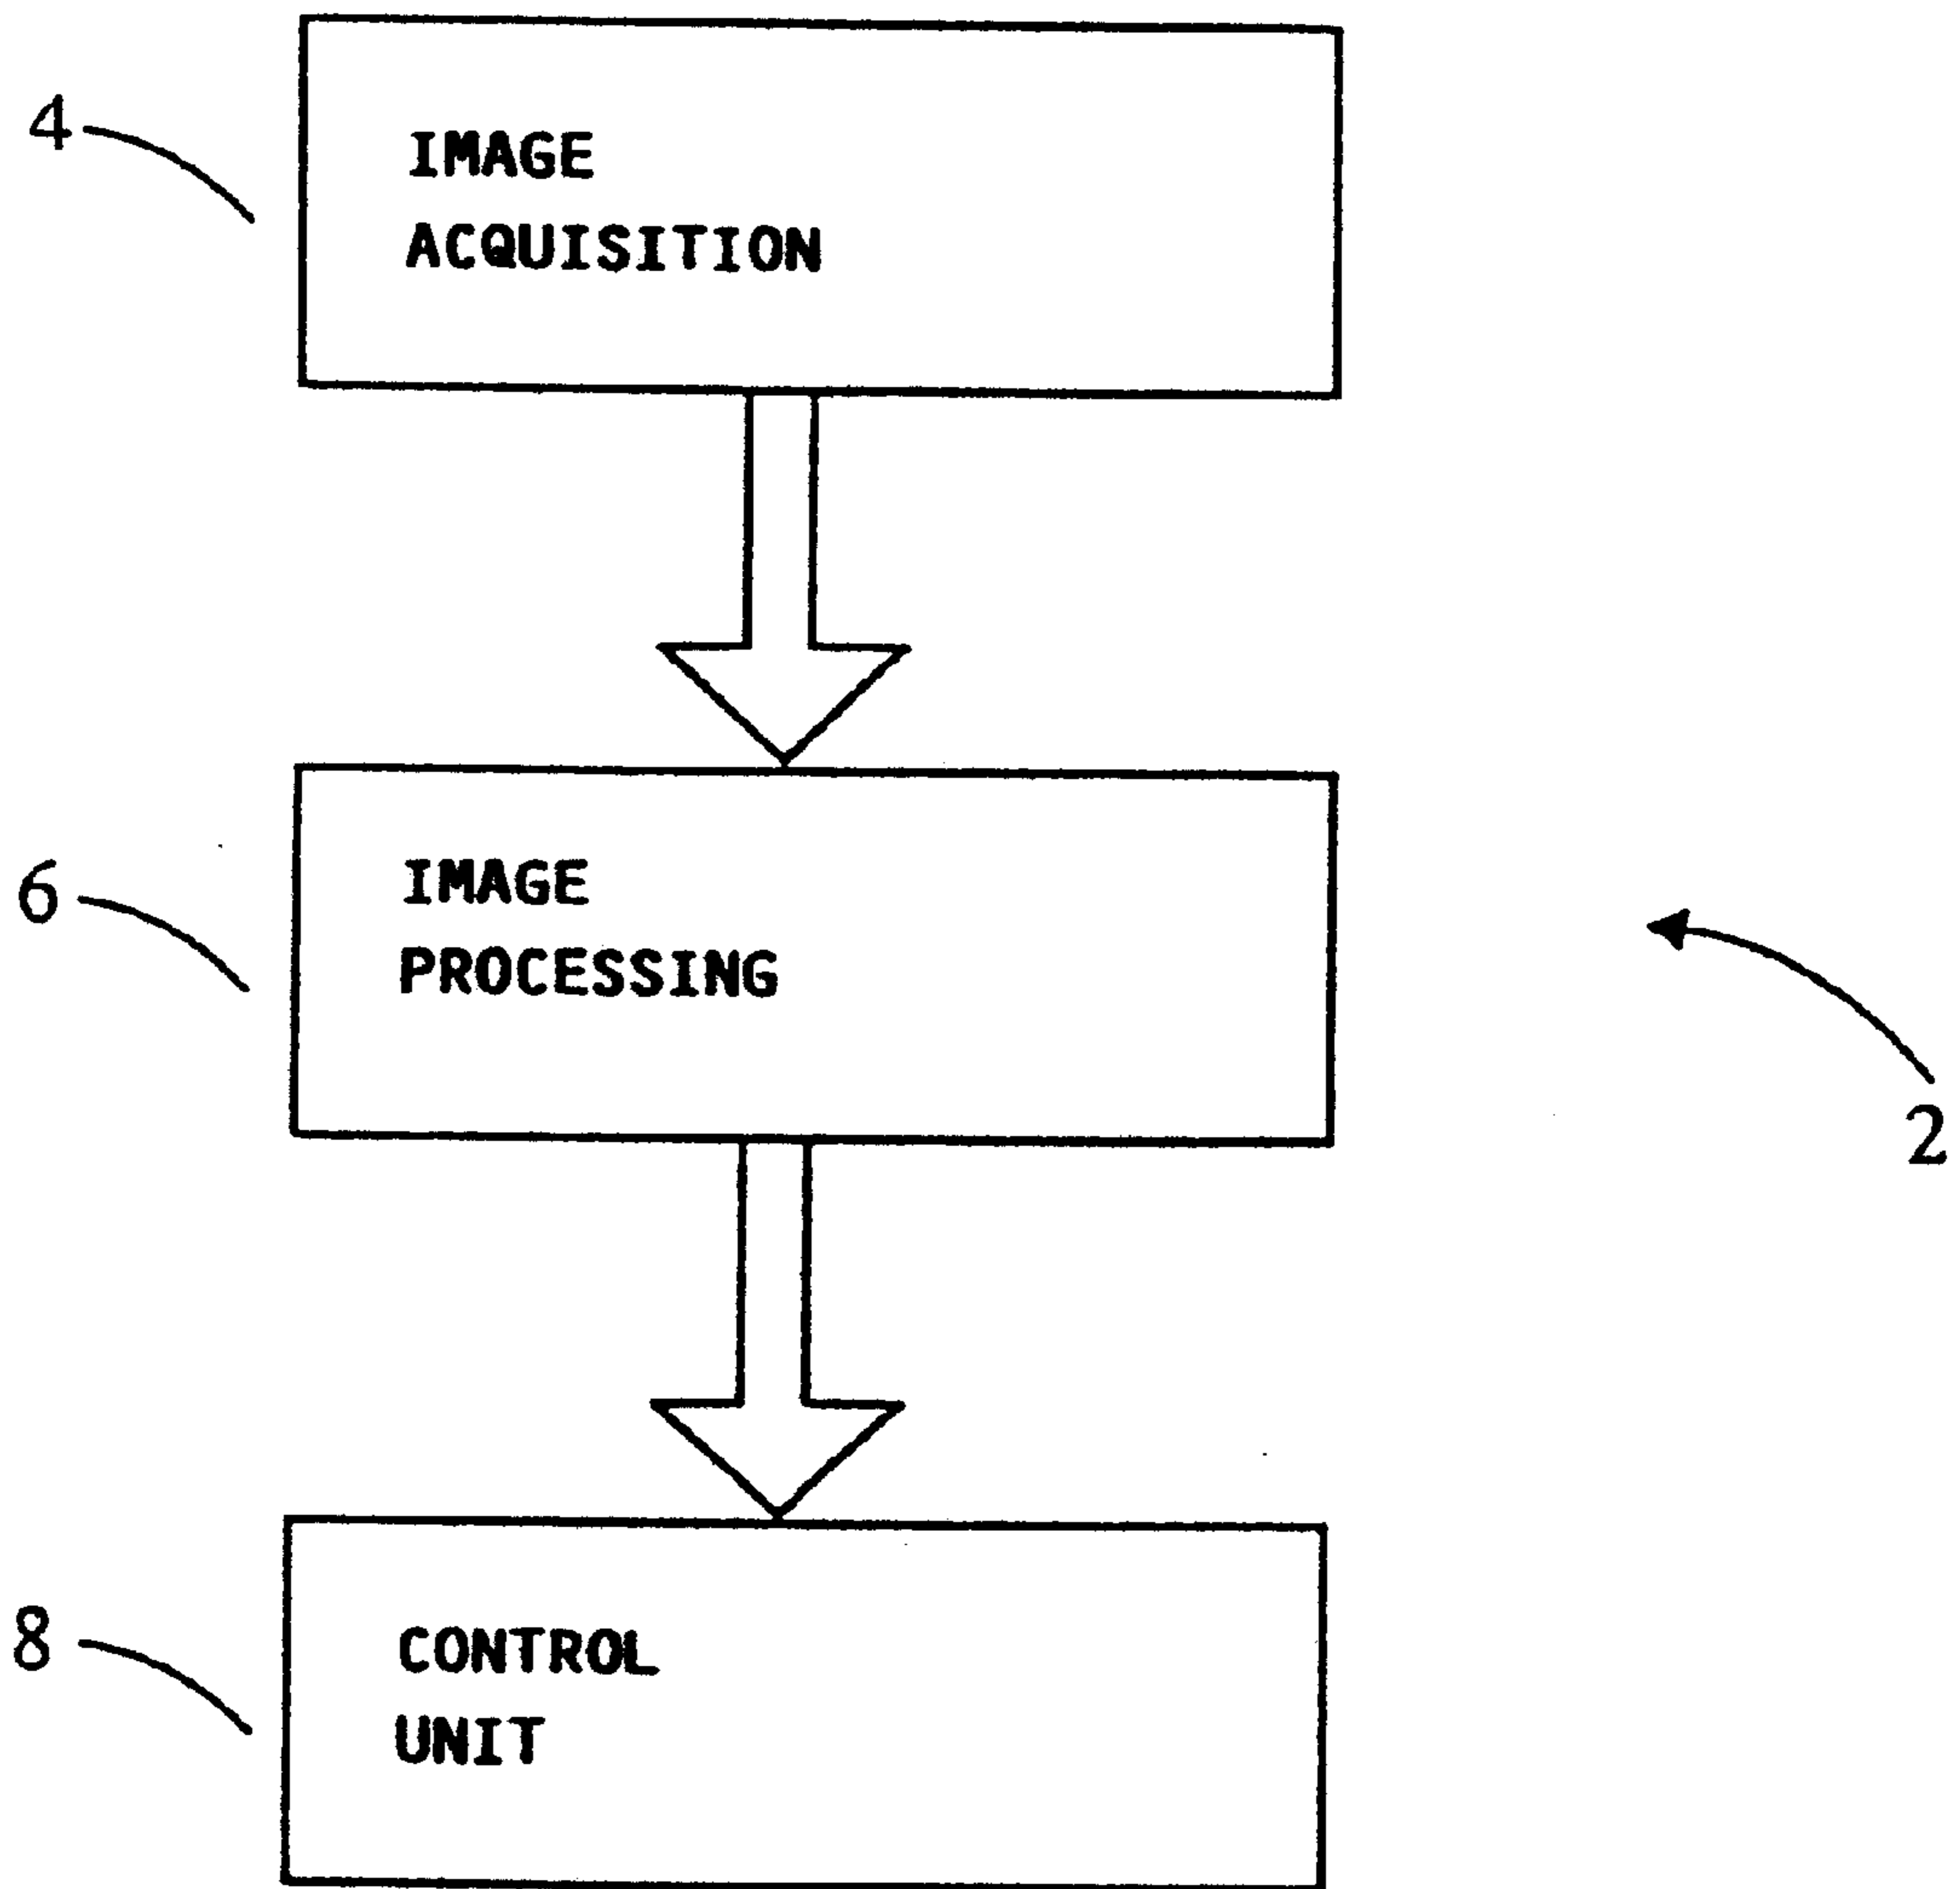 4
IMAGE
ACQUISITION
6
IMAGE
PROCESSING
2
8
CONTROL
UNIT